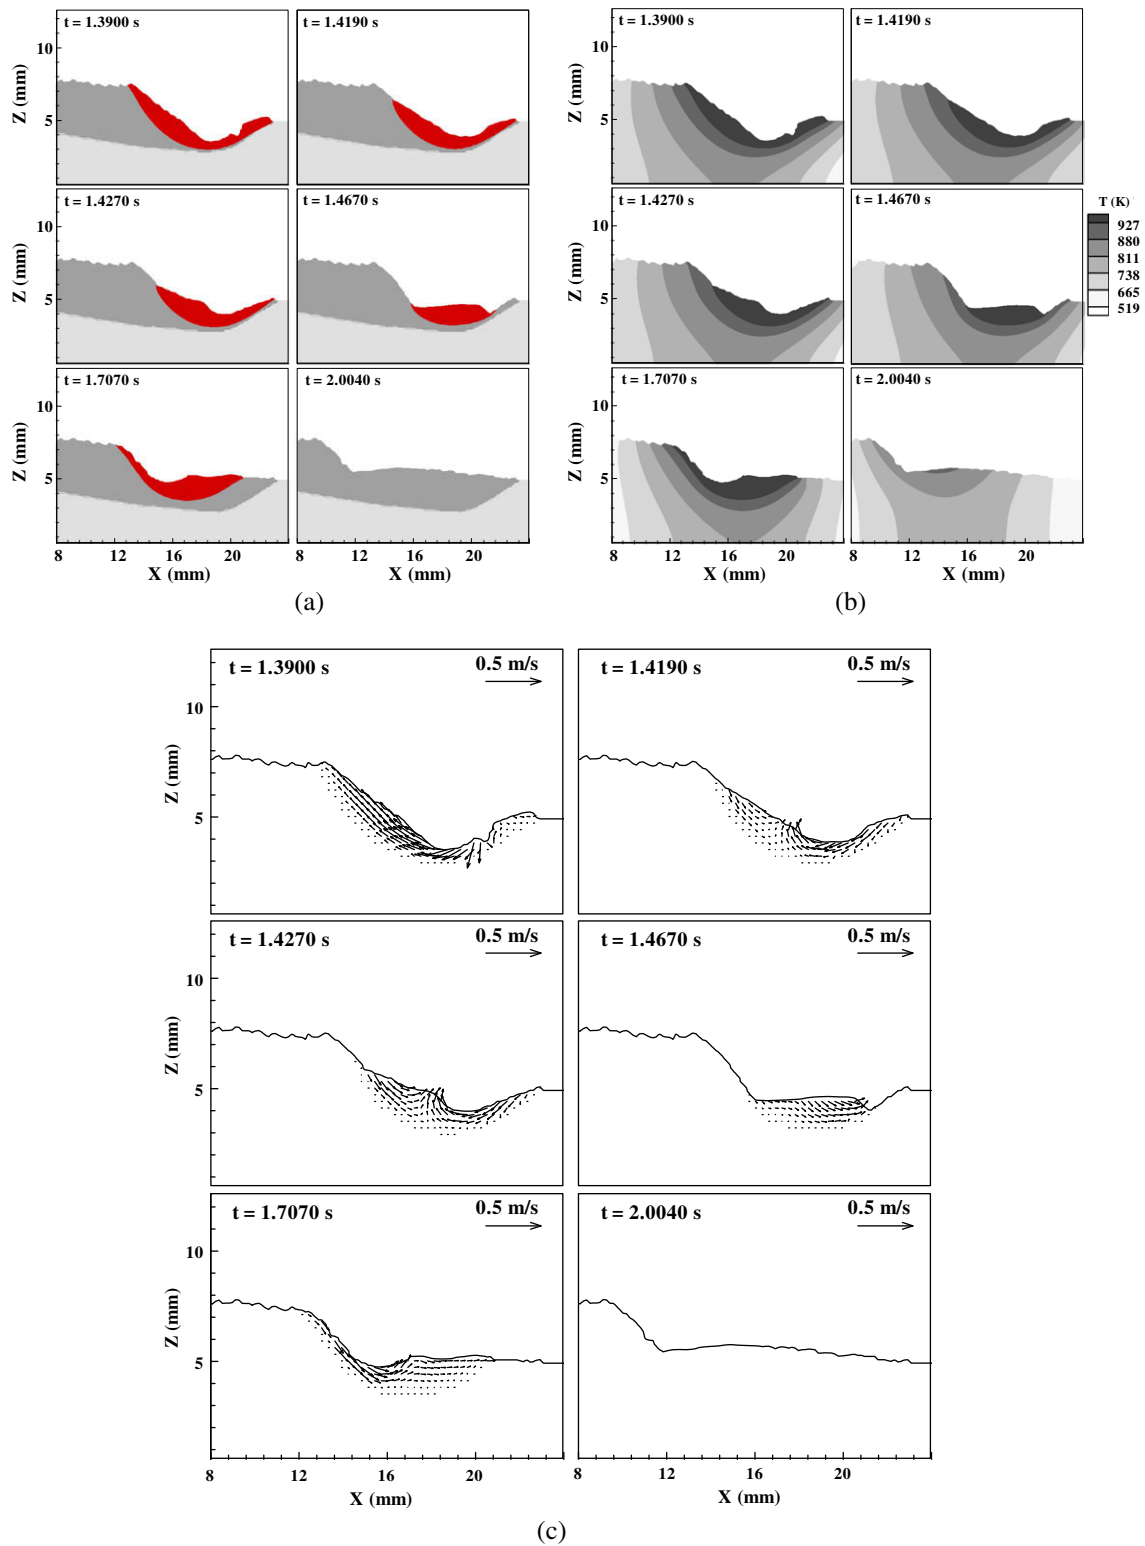 t = 1.3900 s
t = 1.4190 s
10
5
Z (mm)
t = 1.4270 s
t = 1.4670 s
10
5
Z (mm)
t = 1.7070 s
t = 2.0040 s
10
5
Z (mm)
8 12 16 20 8 12 16 20
X (mm) X (mm)
(a)
t = 1.3900 s
t = 1.4190 s
10
5
Z (mm)
t = 1.4270 s
t = 1.4670 s
10
5
Z (mm)
T (K)
927
880
811
738
665
519
t = 1.7070 s
t = 2.0040 s
10
5
Z (mm)
8 12 16 20 8 12 16 20
X (mm) X (mm)
(b)
t = 1.3900 s 0.5 m/s
t = 1.4190 s 0.5 m/s
10
5
Z (mm)
t = 1.4270 s 0.5 m/s
t = 1.4670 s 0.5 m/s
10
5
Z (mm)
t = 1.7070 s 0.5 m/s
t = 2.0040 s 0.5 m/s
10
5
Z (mm)
8 12 16 20 8 12 16 20
X (mm) X (mm)
(c)